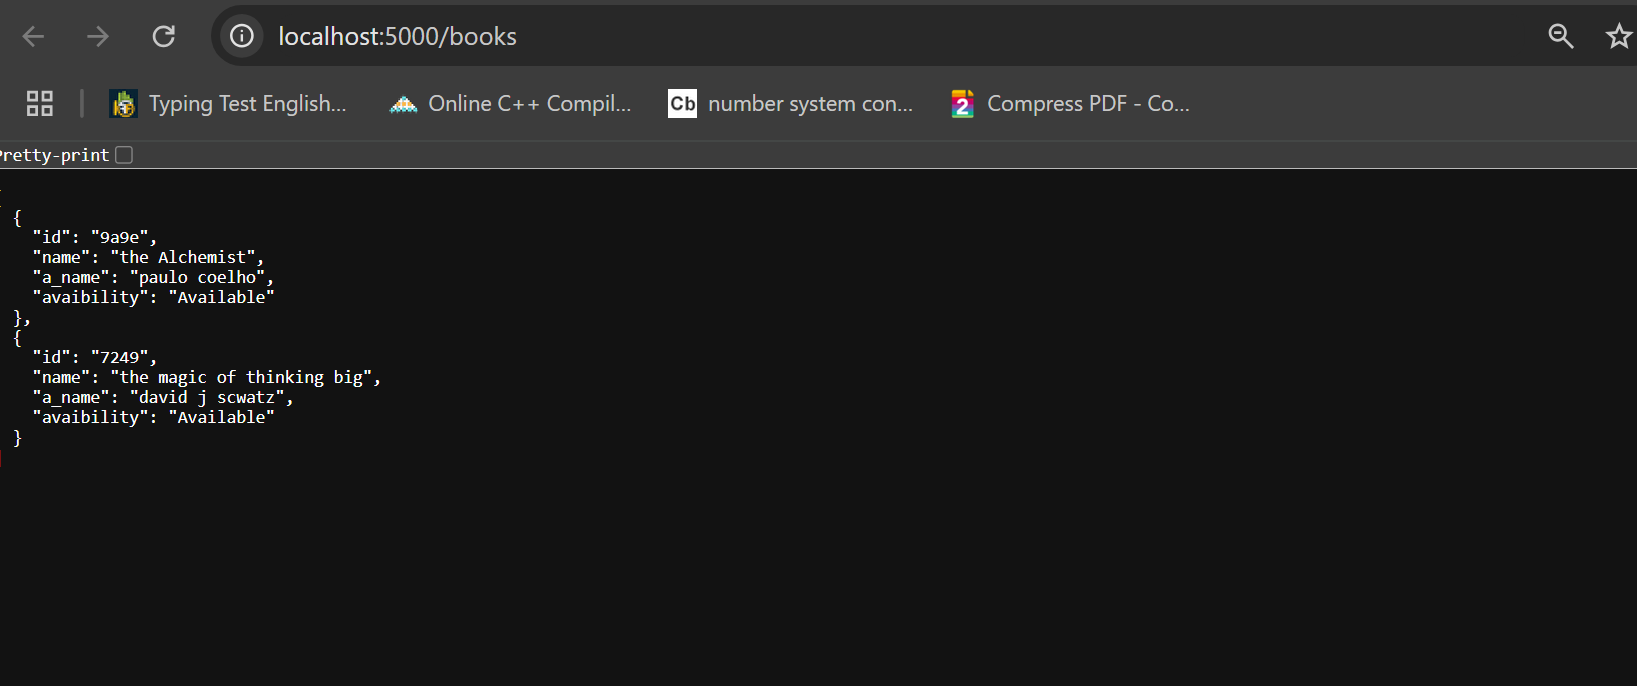 localhost:5000/books
Typing Test English...
Online C++ Compil...
Cb number system con...
2 Compress PDF - Co...
Pretty-print
[
{
"id": "9a9e",
"name": "the Alchemist",
"a_name": "paulo coelho",
"avaibility": "Available"
},
{
"id": "7249",
"name": "the magic of thinking big",
"a_name": "david j scwatz",
"avaibility": "Available"
}
]